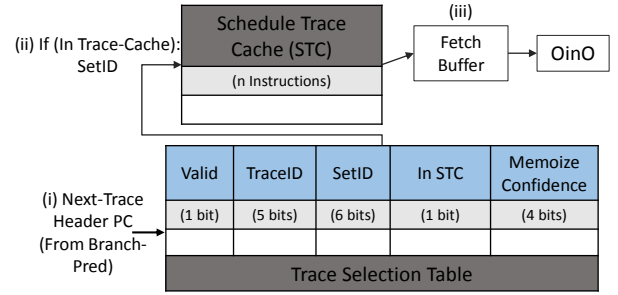 (iii)
Schedule Trace
Cache (STC)
(ii) If (In Trace-Cache):
SetID
Fetch
Buffer
OinO
(n Instructions)
Valid
TraceID
SetID
In STC
Memoize
Confidence
(i) Next-Trace
Header PC
(From Branch-
Pred)
(1 bit)
(5 bits)
(6 bits)
(1 bit)
(4 bits)
Trace Selection Table